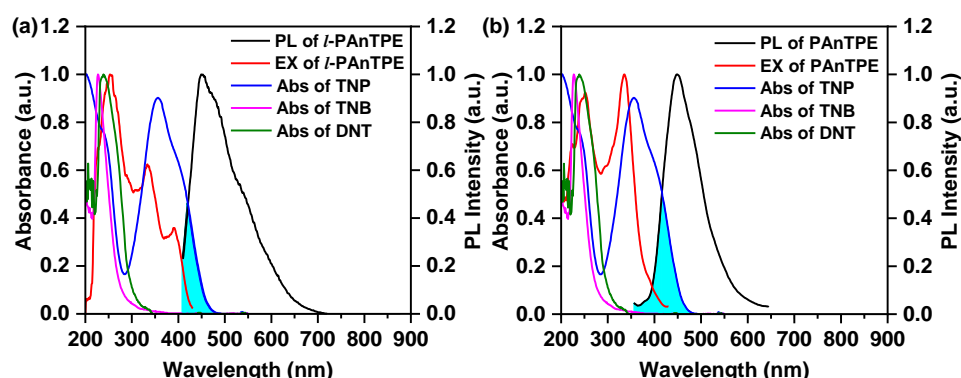 (a)
PL of l-PAnTPE
EX of l-PAnTPE
Abs of TNP
Abs of TNB
Abs of DNT
Absorbance (a.u.)
PL Intensity (a.u.)
Wavelength (nm)
0.0 0.2 0.4 0.6 0.8 1.0 1.2
200 300 400 500 600 700 800 900
0.0 0.2 0.4 0.6 0.8 1.0 1.2
(b)
PL of PAnTPE
EX of PAnTPE
Abs of TNP
Abs of TNB
Abs of DNT
Absorbance (a.u.)
PL Intensity (a.u.)
Wavelength (nm)
0.0 0.2 0.4 0.6 0.8 1.0 1.2
200 300 400 500 600 700 800 900
0.0 0.2 0.4 0.6 0.8 1.0 1.2